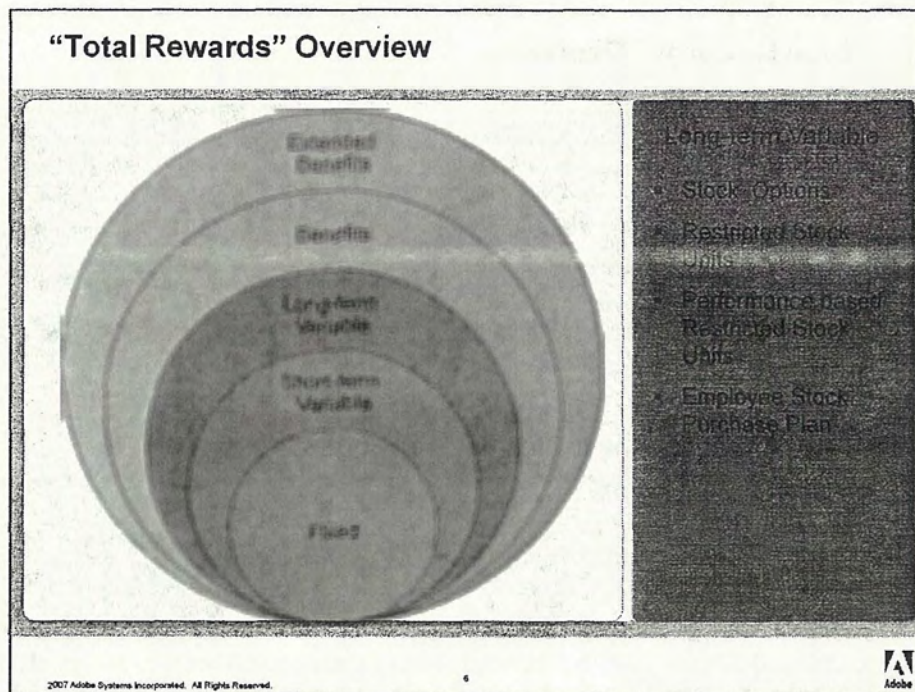 “Total Rewards” Overview
Extended
Benefits
Benefits
Long-term
Variable
Short-term
Variable
Fixed
Long-term Variable
• Stock Options
• Restricted Stock
Units
• Performance based
Restricted Stock
Units
• Employee Stock
Purchase Plan
2007 Adobe Systems Incorporated. All Rights Reserved.
6
Adobe